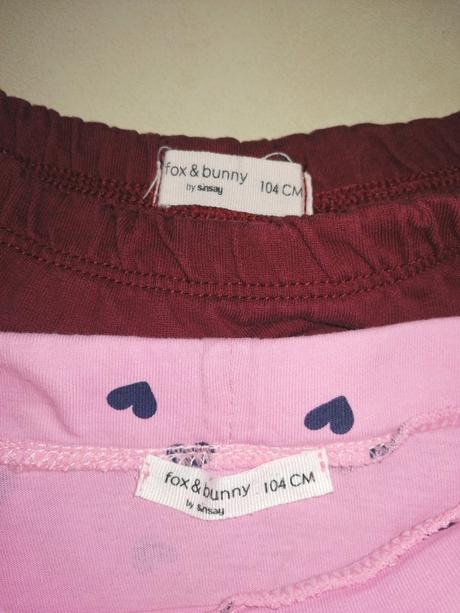 fox & bunny
by sinsay 104 CM
fox & bunny 104 CM
by sinsay